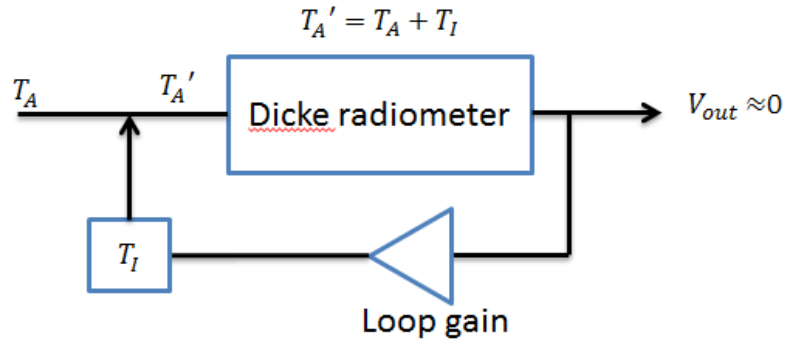 T_A' = T_A + T_I
T_A
T_A'
Dicke radiometer
V_out ≈0
T_I
Loop gain